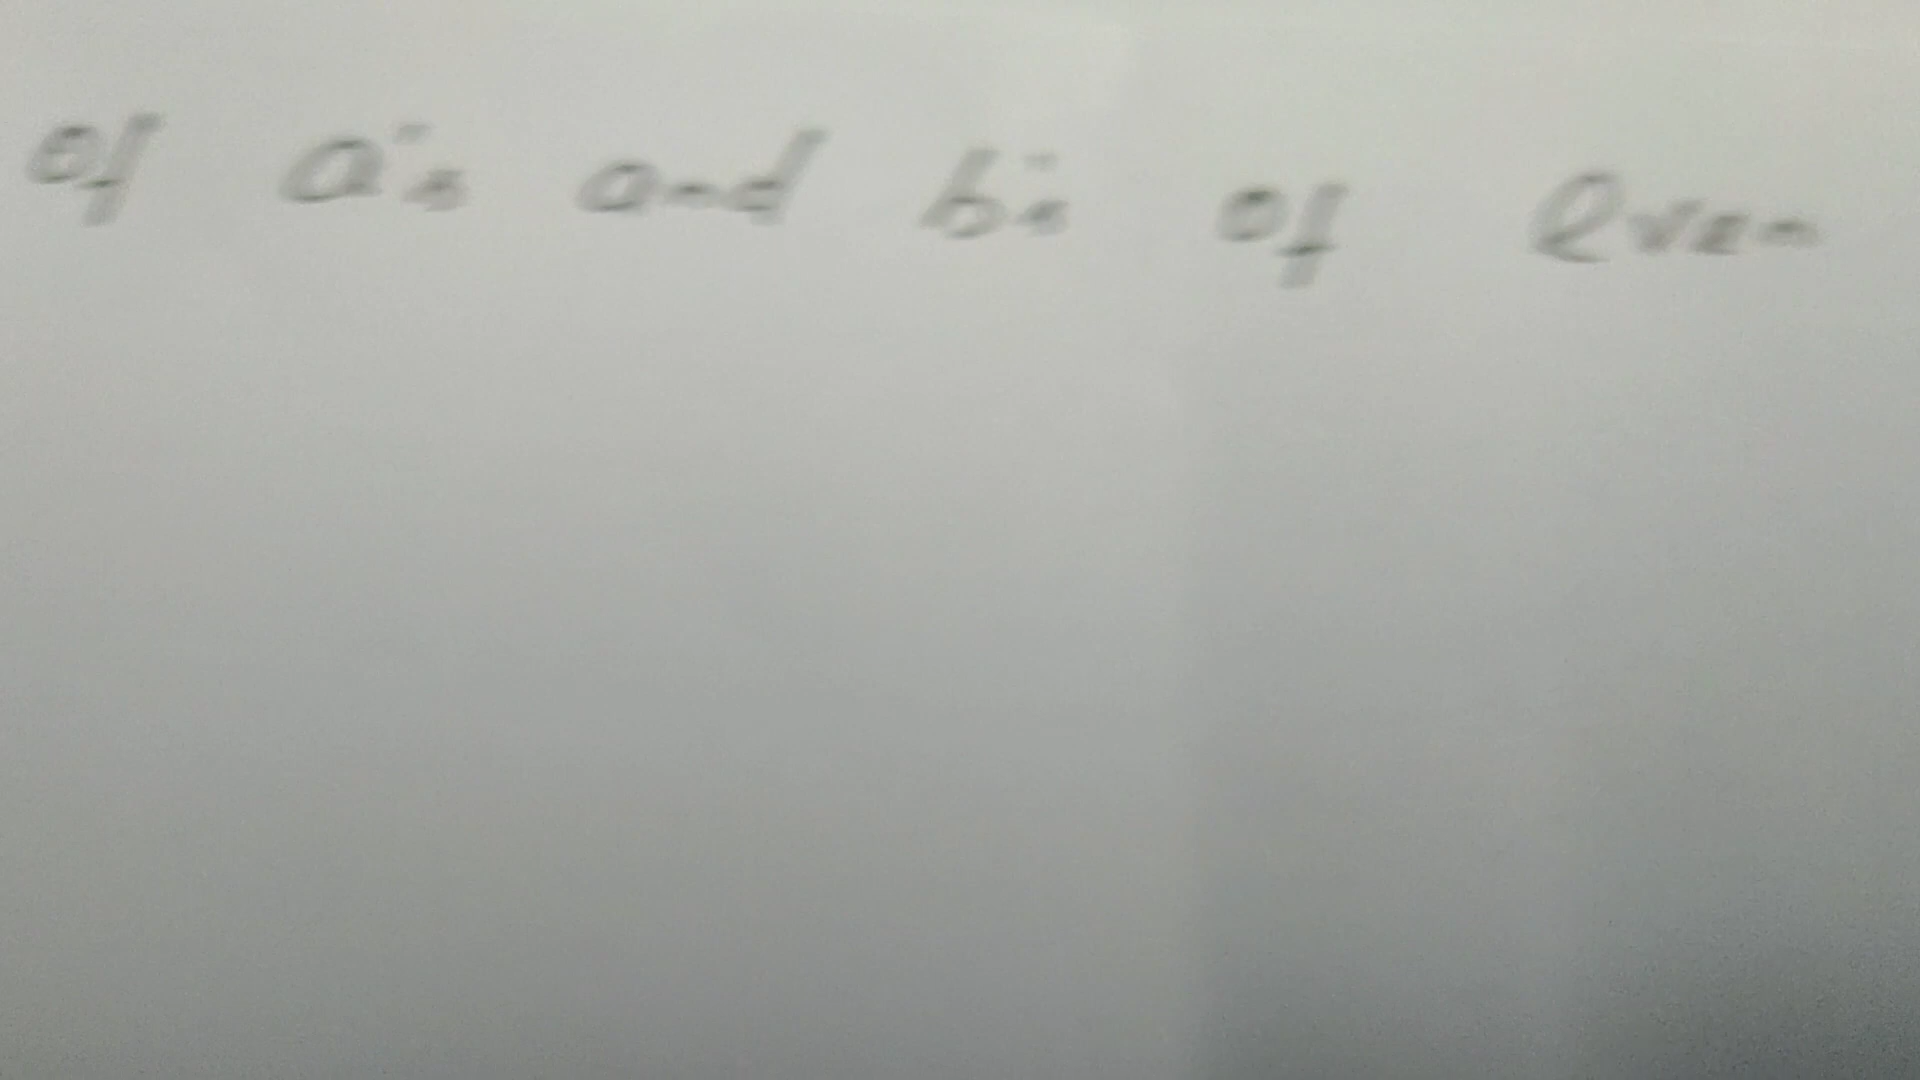 of a's and b's of even